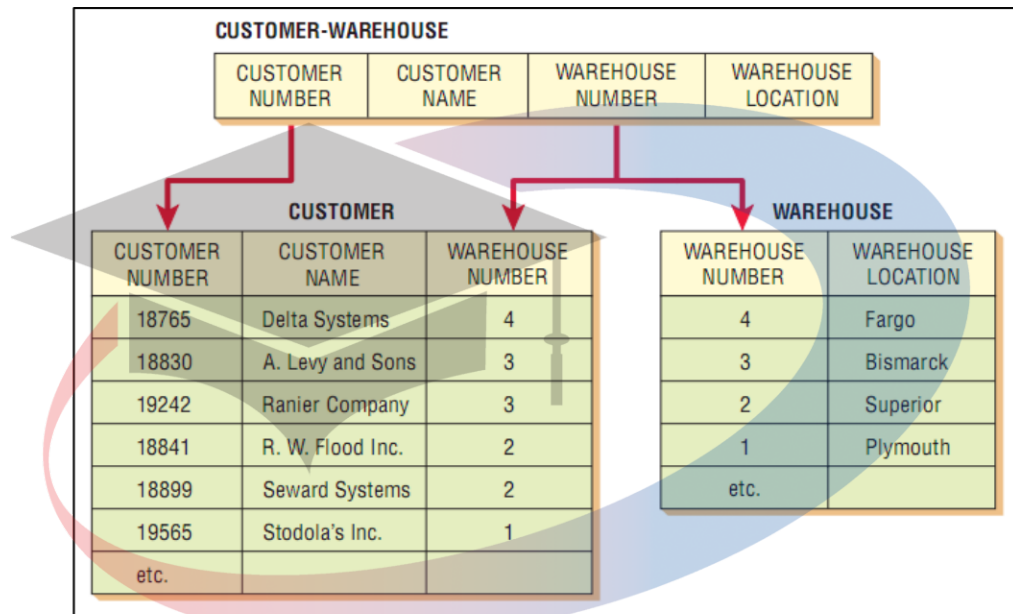 CUSTOMER-WAREHOUSE
CUSTOMER NUMBER CUSTOMER NAME WAREHOUSE NUMBER WAREHOUSE LOCATION
CUSTOMER
CUSTOMER NUMBER CUSTOMER NAME WAREHOUSE NUMBER
18765 Delta Systems 4
18830 A. Levy and Sons 3
19242 Ranier Company 3
18841 R. W. Flood Inc. 2
18899 Seward Systems 2
19565 Stodola's Inc. 1
etc.
WAREHOUSE
WAREHOUSE NUMBER WAREHOUSE LOCATION
4 Fargo
3 Bismarck
2 Superior
1 Plymouth
etc.